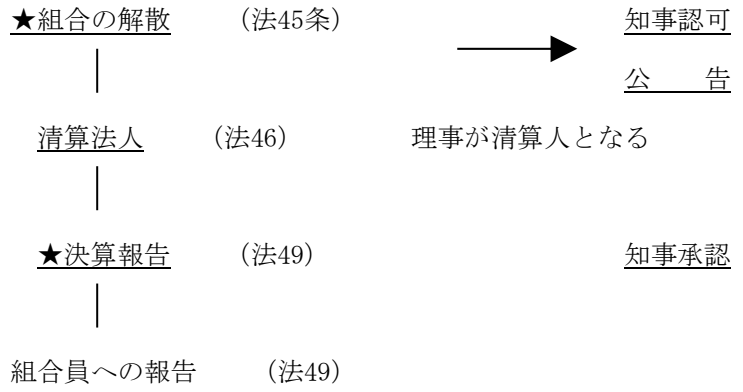 ★組合の解散 (法45条) 知事認可
公　　告
清算法人 (法46) 理事が清算人となる
★決算報告 (法49) 知事承認
組合員への報告 (法49)